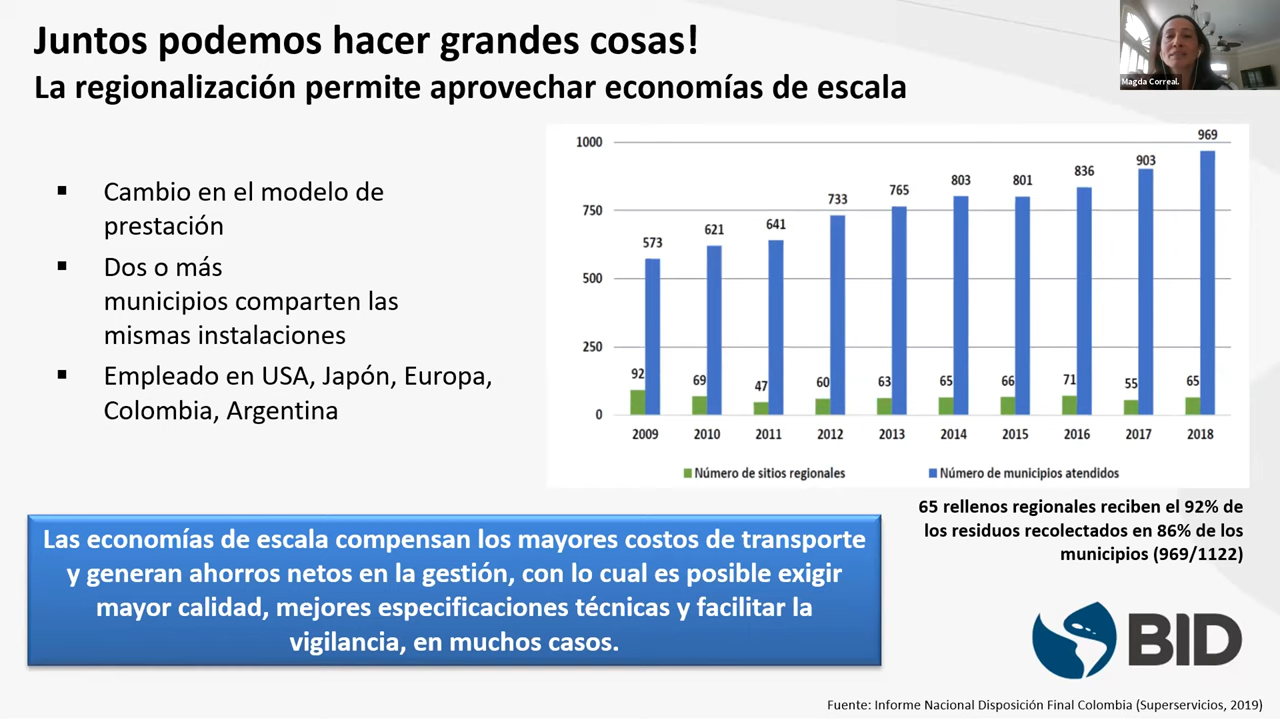 Juntos podemos hacer grandes cosas!
La regionalización permite aprovechar economías de escala
Magda Correal.
▪ Cambio en el modelo de
prestación
▪ Dos o más
municipios comparten las
mismas instalaciones
▪ Empleado en USA, Japón, Europa,
Colombia, Argentina
1000
750
500
250
0
573
621
641
733
765
803
801
836
903
969
92
69
47
60
63
65
66
71
55
65
2009 2010 2011 2012 2013 2014 2015 2016 2017 2018
Número de sitios regionales Número de municipios atendidos
65 rellenos regionales reciben el 92% de
los residuos recolectados en 86% de los
municipios (969/1122)
Las economías de escala compensan los mayores costos de transporte
y generan ahorros netos en la gestión, con lo cual es posible exigir
mayor calidad, mejores especificaciones técnicas y facilitar la
vigilancia, en muchos casos.
BID
Fuente: Informe Nacional Disposición Final Colombia (Superservicios, 2019)